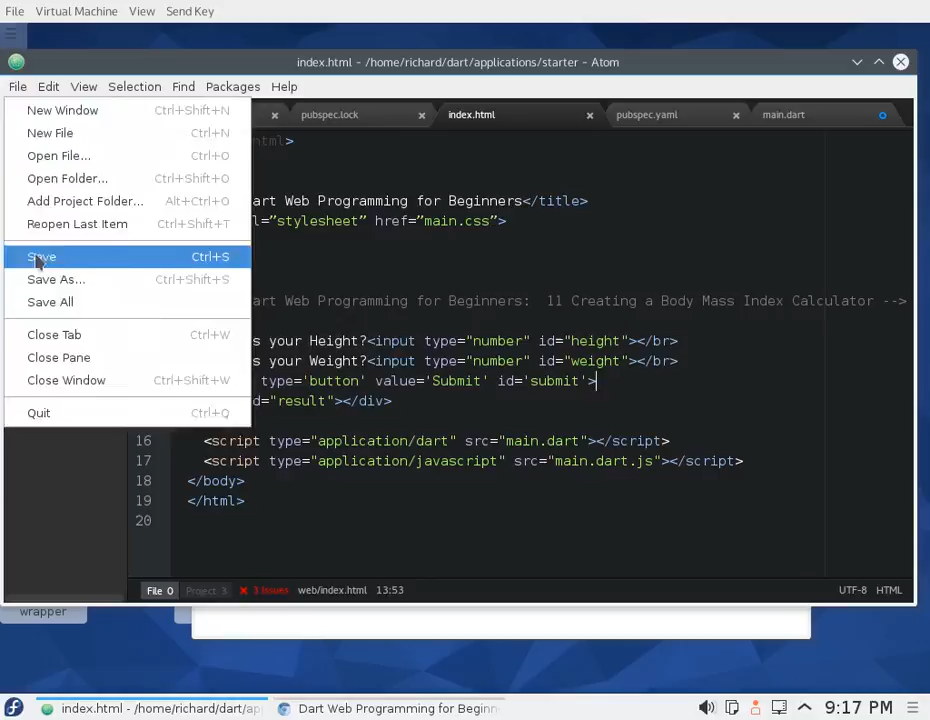 File Virtual Machine View Send Key
index.html - /home/richard/dart/applications/starter - Atom
File Edit View Selection Find Packages Help
New Window Ctrl+Shift+N
New File Ctrl+N
Open File... Ctrl+O
Open Folder... Ctrl+Shift+O
Add Project Folder... Alt+Ctrl+O
Reopen Last Item Ctrl+Shift+T
Save Ctrl+S
Save As... Ctrl+Shift+S
Save All
Close Tab Ctrl+W
Close Pane
Close Window Ctrl+Shift+W
Quit Ctrl+Q
pubspec.lock index.html pubspec.yaml main.dart
html>
art Web Programming for Beginners</title>
l="stylesheet" href="main.css">
art Web Programming for Beginners: 11 Creating a Body Mass Index Calculator -->
s your Height?<input type="number" id="height"></br>
s your Weight?<input type="number" id="weight"></br>
type='button' value='Submit' id='submit'>
d="result"></div>
16 <script type="application/dart" src="main.dart"></script>
17 <script type="application/javascript" src="main.dart.js"></script>
18 </body>
19 </html>
20
File 0 Project 3 3 Issues web/index.html 13:53 UTF-8 HTML
wrapper
index.html - /home/richard/dart/ap Dart Web Programming for Beginn 9:17 PM